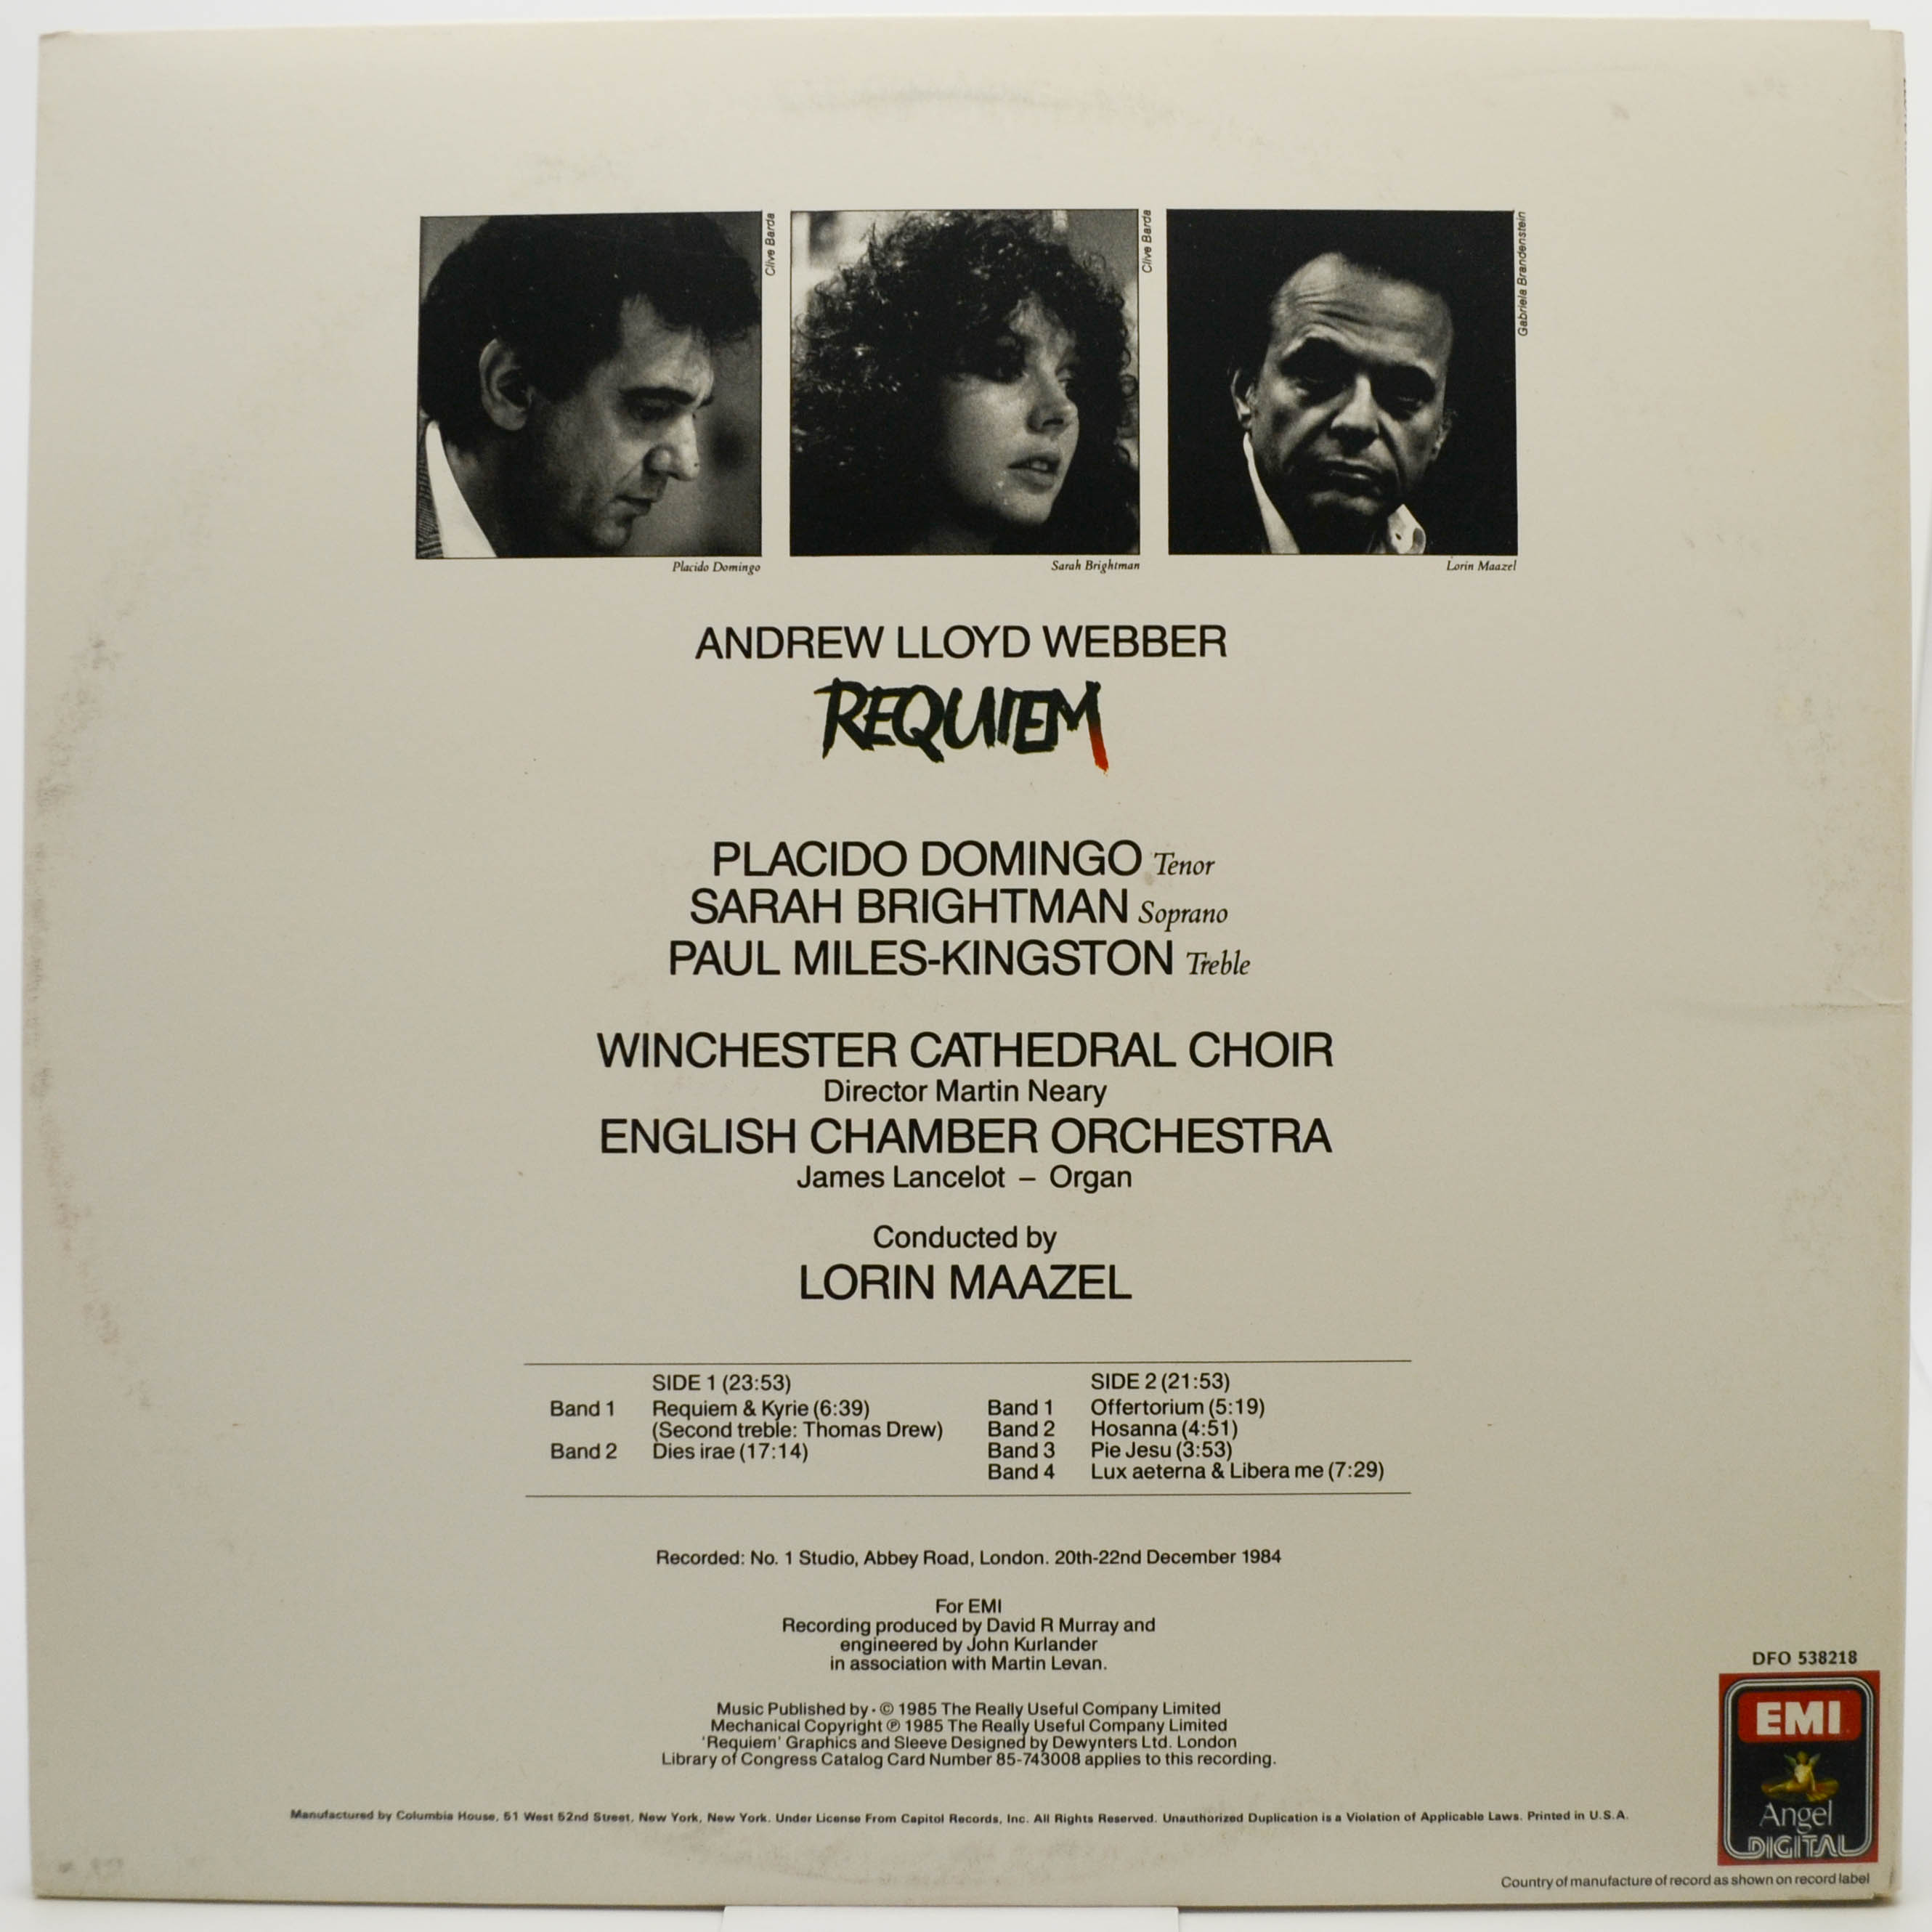 Clive Barda
Clive Barda
Gabriela Brandenstein
Placido Domingo
Sarah Brightman
Lorin Maazel
ANDREW LLOYD WEBBER
REQUIEM
PLACIDO DOMINGO Tenor
SARAH BRIGHTMAN Soprano
PAUL MILES-KINGSTON Treble
WINCHESTER CATHEDRAL CHOIR
Director Martin Neary
ENGLISH CHAMBER ORCHESTRA
James Lancelot – Organ
Conducted by
LORIN MAAZEL
SIDE 1 (23:53)
Band 1 Requiem & Kyrie (6:39)
(Second treble: Thomas Drew)
Band 2 Dies irae (17:14)
SIDE 2 (21:53)
Band 1 Offertorium (5:19)
Band 2 Hosanna (4:51)
Band 3 Pie Jesu (3:53)
Band 4 Lux aeterna & Libera me (7:29)
Recorded: No. 1 Studio, Abbey Road, London. 20th-22nd December 1984
For EMI
Recording produced by David R Murray and
engineered by John Kurlander
in association with Martin Levan.
Music Published by · © 1985 The Really Useful Company Limited
Mechanical Copyright ℗ 1985 The Really Useful Company Limited
'Requiem' Graphics and Sleeve Designed by Dewynters Ltd. London
Library of Congress Catalog Card Number 85-743008 applies to this recording.
DFO 538218
EMI
Angel
DIGITAL
Manufactured by Columbia House, 51 West 52nd Street, New York, New York. Under License From Capitol Records, Inc. All Rights Reserved. Unauthorized Duplication is a Violation of Applicable Laws. Printed in U.S.A.
Country of manufacture of record as shown on record label